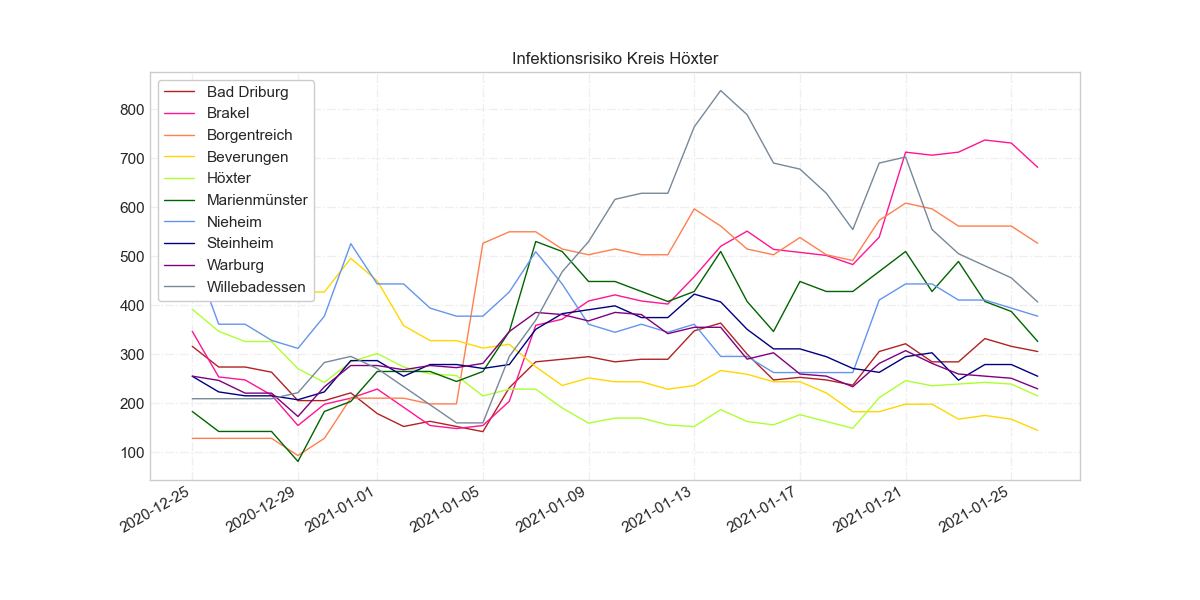 Infektionsrisiko Kreis Höxter
Bad Driburg
Brakel
Borgentreich
Beverungen
Höxter
Marienmünster
Nieheim
Steinheim
Warburg
Willebadessen
800
700
600
500
400
300
200
100
2020-12-25
2020-12-29
2021-01-01
2021-01-05
2021-01-09
2021-01-13
2021-01-17
2021-01-21
2021-01-25